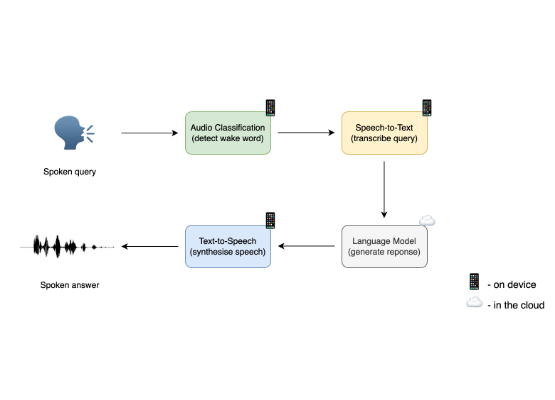 Audio Classification
(detect wake word)
Speech-to-Text
(transcribe query)
Spoken query
Text-to-Speech
(synthesise speech)
Language Model
(generate reponse)
Spoken answer
- on device
- in the cloud